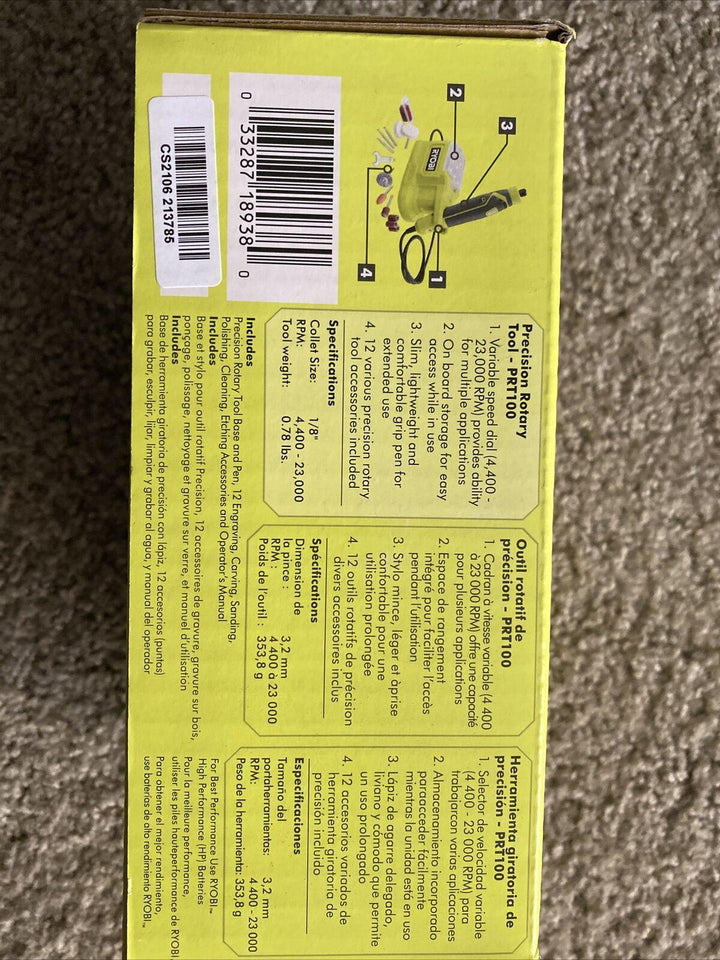 0 33287 18938 0
CS2106 213785
RYOBI
1
2
3
4
Precision Rotary
Tool - PRT100
1. Variable speed dial (4,400 -
23,000 RPM) provides ability
for multiple applications
2. On board storage for easy
access while in use
3. Slim, lightweight and
comfortable grip pen for
extended use
4. 12 various precision rotary
tool accessories included
Specifications
Collet Size: 1/8"
RPM: 4,400 - 23,000
Tool weight: 0.78 lbs.
Outil rotatif de
précision - PRT100
1. Cadran à vitesse variable (4 400
à 23 000 RPM) offre une capacité
pour plusieurs applications
2. Espace de rangement
intégré pour faciliter l'accès
pendant l'utilisation
3. Stylo mince, léger et àprise
confortable pour une
utilisation prolongée
4. 12 outils rotatifs de précision
divers accessoires inclus
Spécifications
Dimension de
la pince : 3,2 mm
RPM : 4 400 à 23 000
Poids de l'outil : 353,8 g
Herramienta giratoria de
precisión - PRT100
1. Selector de velocidad variable
(4 400 - 23 000 RPM) para
trabajarcon varias aplicaciones
2. Almacenamiento incorporado
paraacceder fácilmente
mientras la unidad está en uso
3. Lápiz de agarre delegado,
liviano y cómodo que permite
un uso prolongado
4. 12 accesorios variados de
herramienta giratoria de
precisión incluido
Especificaciones
Tamaño del
portaherramientas: 3,2 mm
RPM: 4 400 - 23 000
Peso de la herramienta: 353,8 g
Includes
Precision Rotary Tool Base and Pen, 12 Engraving, Carving, Sanding,
Polishing, Cleaning, Etching Accessories and Operator's Manual
Includes
Base et stylo pour outil rotatif Precision, 12 accessoires de gravure, gravure sur bois,
ponçage, polissage, nettoyage et gravure sur verre, et manuel d'utilisation
Includes
Base de herramienta giratoria de precisión con lápiz, 12 accesorios (puntas)
para grabar, esculpir, lijar, limpar y grabar al agua, y manual del operador
For Best Performance Use RYOBI™
High Performance (HP) Batteries
Pour la meilleure performance,
utiliser les piles hauteperformance de RYOBI™
Para obtener el mejor rendimiento,
use baterías de alto rendimiento RYOBI™